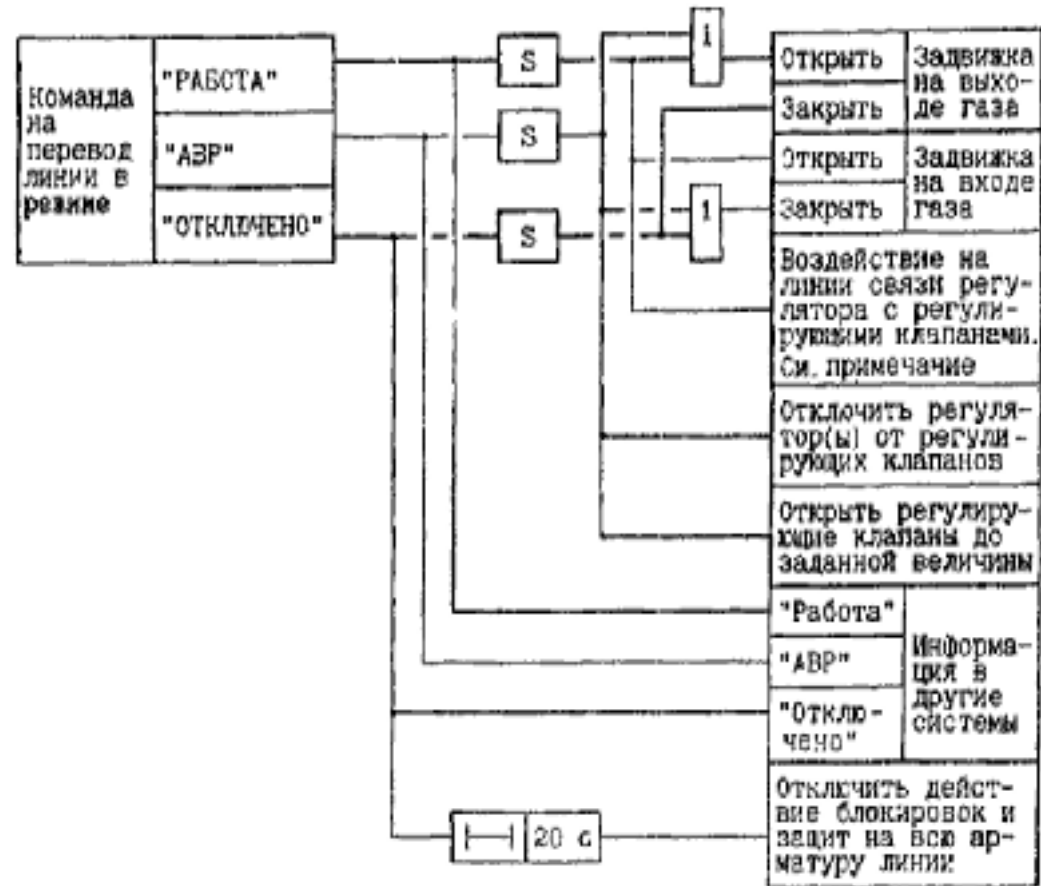 Команда
на
перевод
линии в
режиме
"РАБОТА"
"АВР"
"ОТКЛЮЧЕНО"
S
S
S
1
1
Открыть
Закрыть
Задвижка
на выхо-
де газа
Открыть
Закрыть
Задвижка
на входе
газа
Воздействие на
линии связи регу-
лятора с регули-
рующими клапанами.
См. примечание
Отключить регуля-
тор(ы) от регули-
рующих клапанов
Открыть регулиру-
ющие клапаны до
заданной величины
"Работа"
"АВР"
"Отклю-
чено"
Информа-
ция в
другие
системы
20 с
Отключить дейст-
вие блокировок и
защит на всю ар-
матуру линии